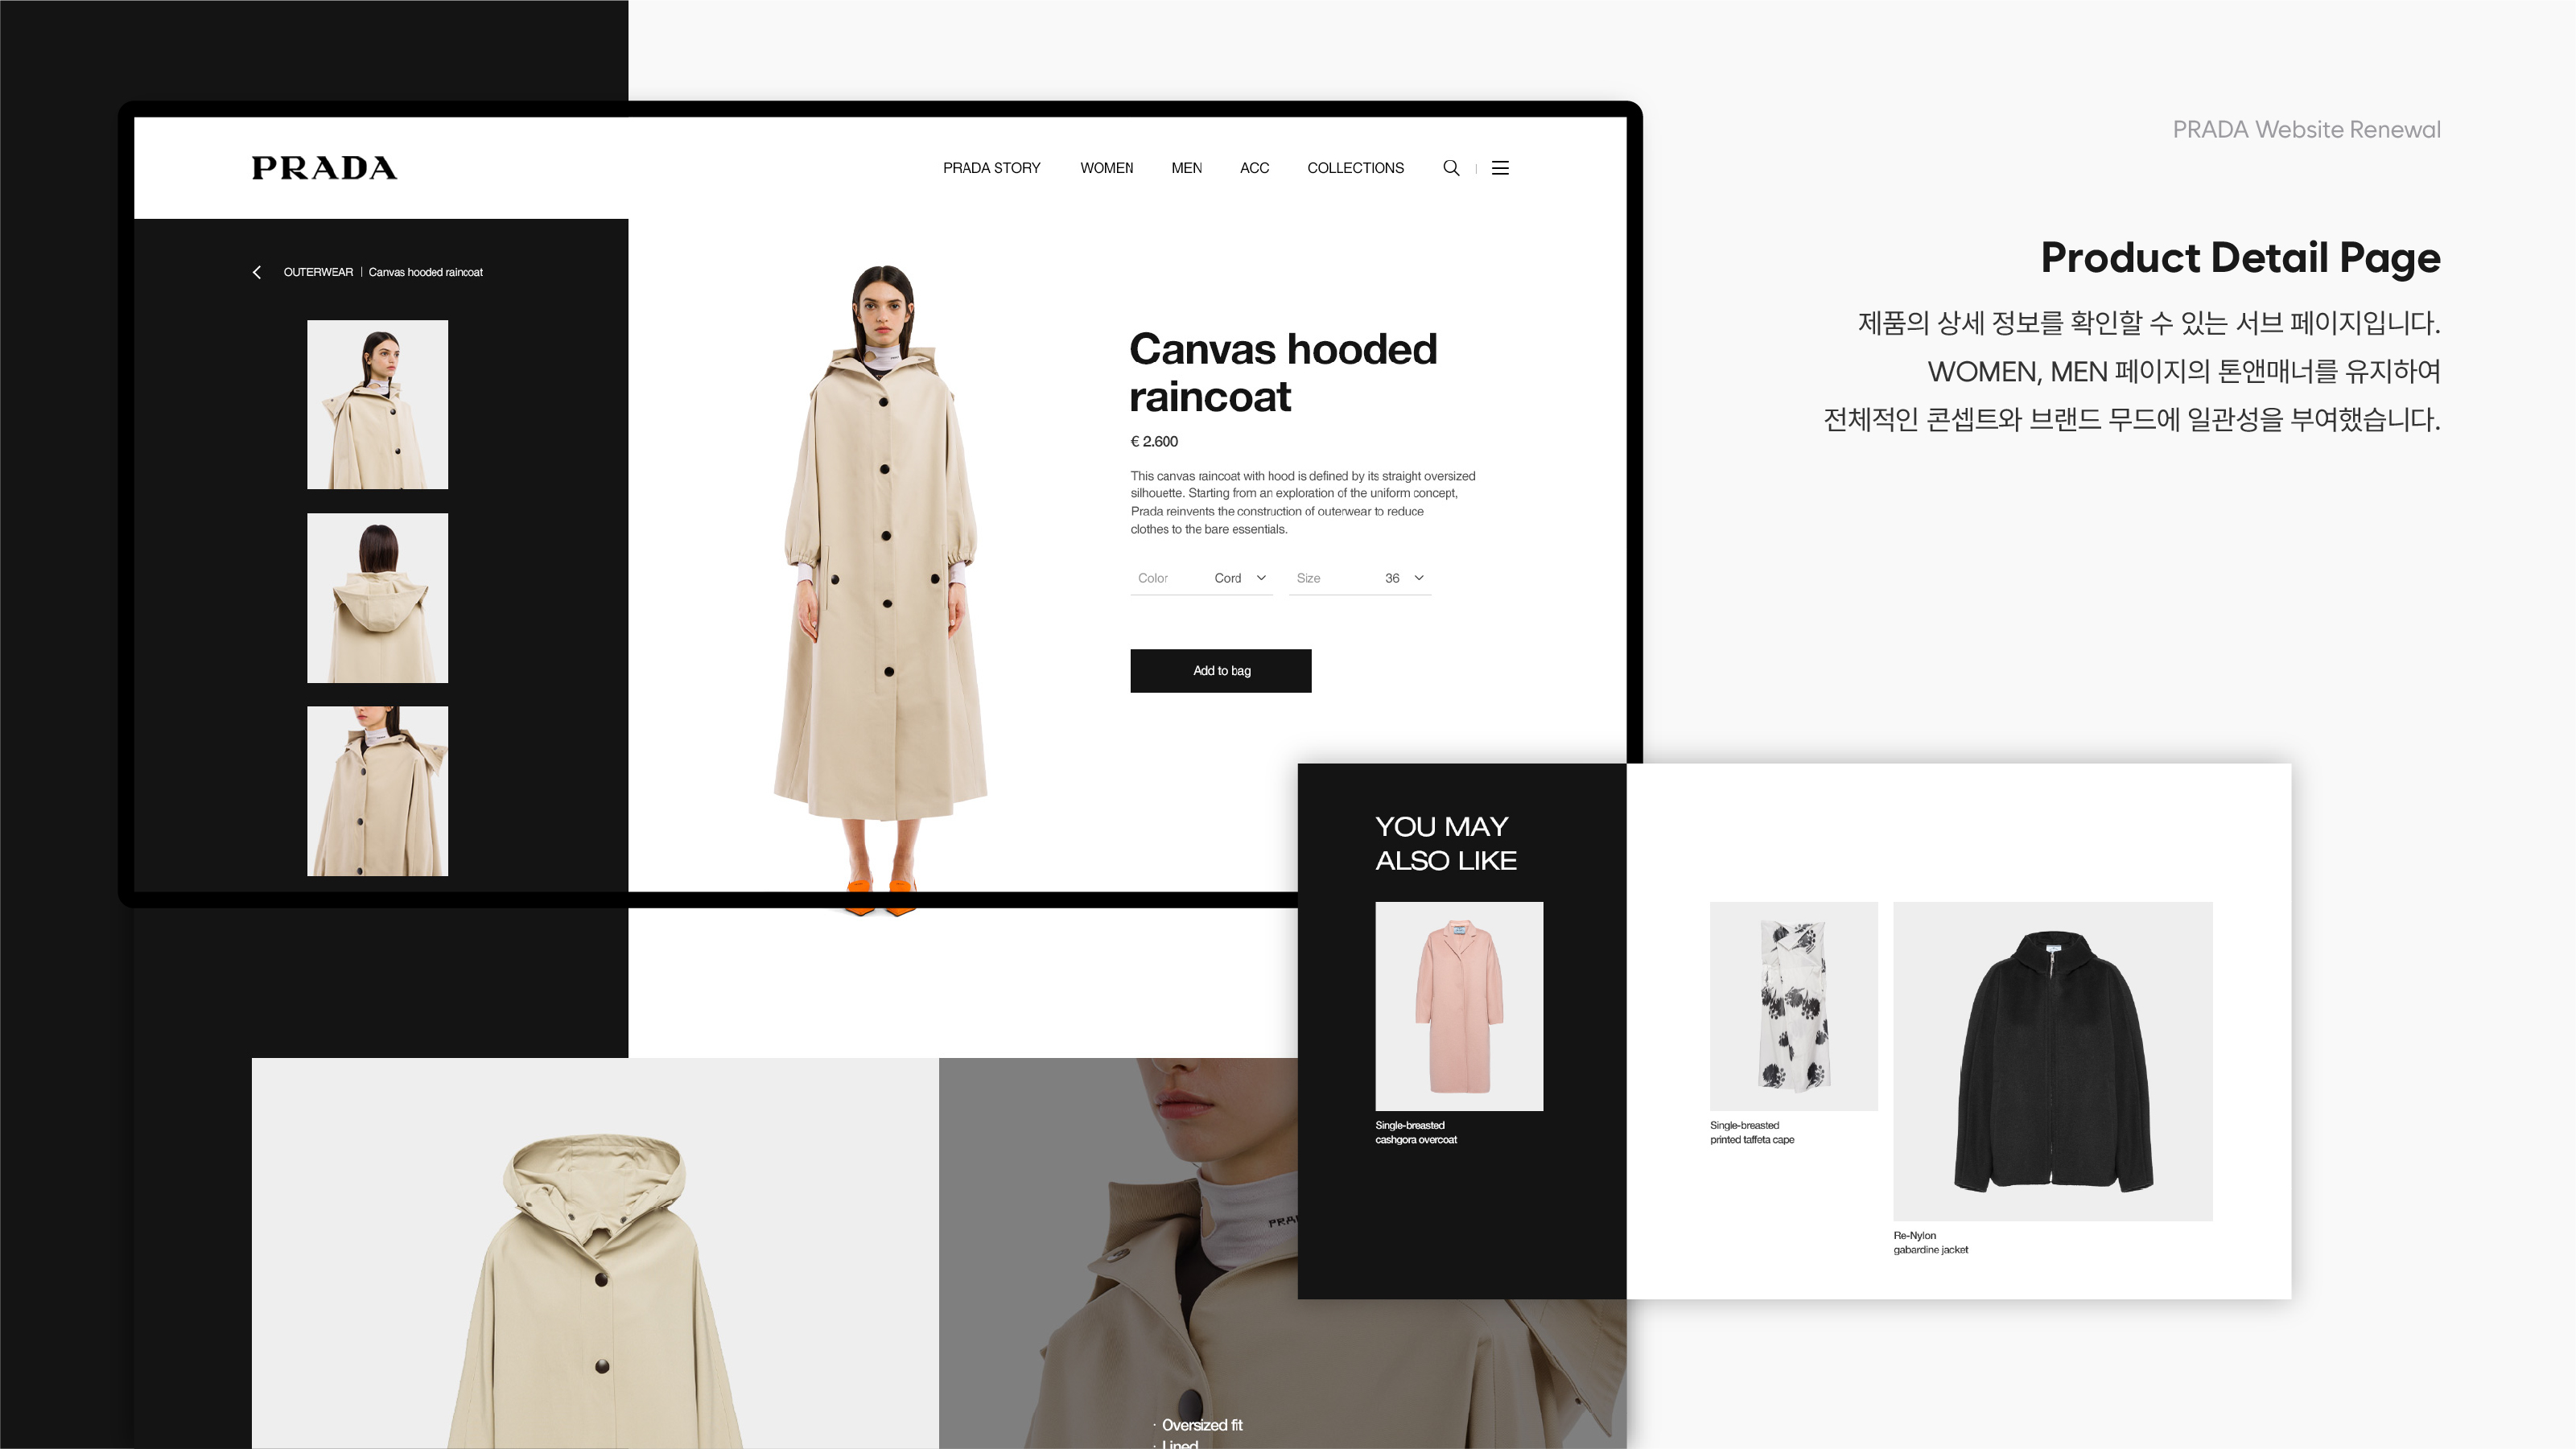 PRADA Website Renewal
Product Detail Page
제품의 상세 정보를 확인할 수 있는 서브 페이지입니다.
WOMEN, MEN 페이지의 톤앤매너를 유지하여
전체적인 콘셉트와 브랜드 무드에 일관성을 부여했습니다.
PRADA
PRADA STORY WOMEN MEN ACC COLLECTIONS
OUTERWEAR | Canvas hooded raincoat
Canvas hooded
raincoat
€ 2.600
This canvas raincoat with hood is defined by its straight oversized
silhouette. Starting from an exploration of the uniform concept,
Prada reinvents the construction of outerwear to reduce
clothes to the bare essentials.
Color Cord Size 36
Add to bag
YOU MAY
ALSO LIKE
Single-breasted
cashgora overcoat
Single-breasted
printed taffeta cape
Re-Nylon
gabardine jacket
· Oversized fit
· Lined